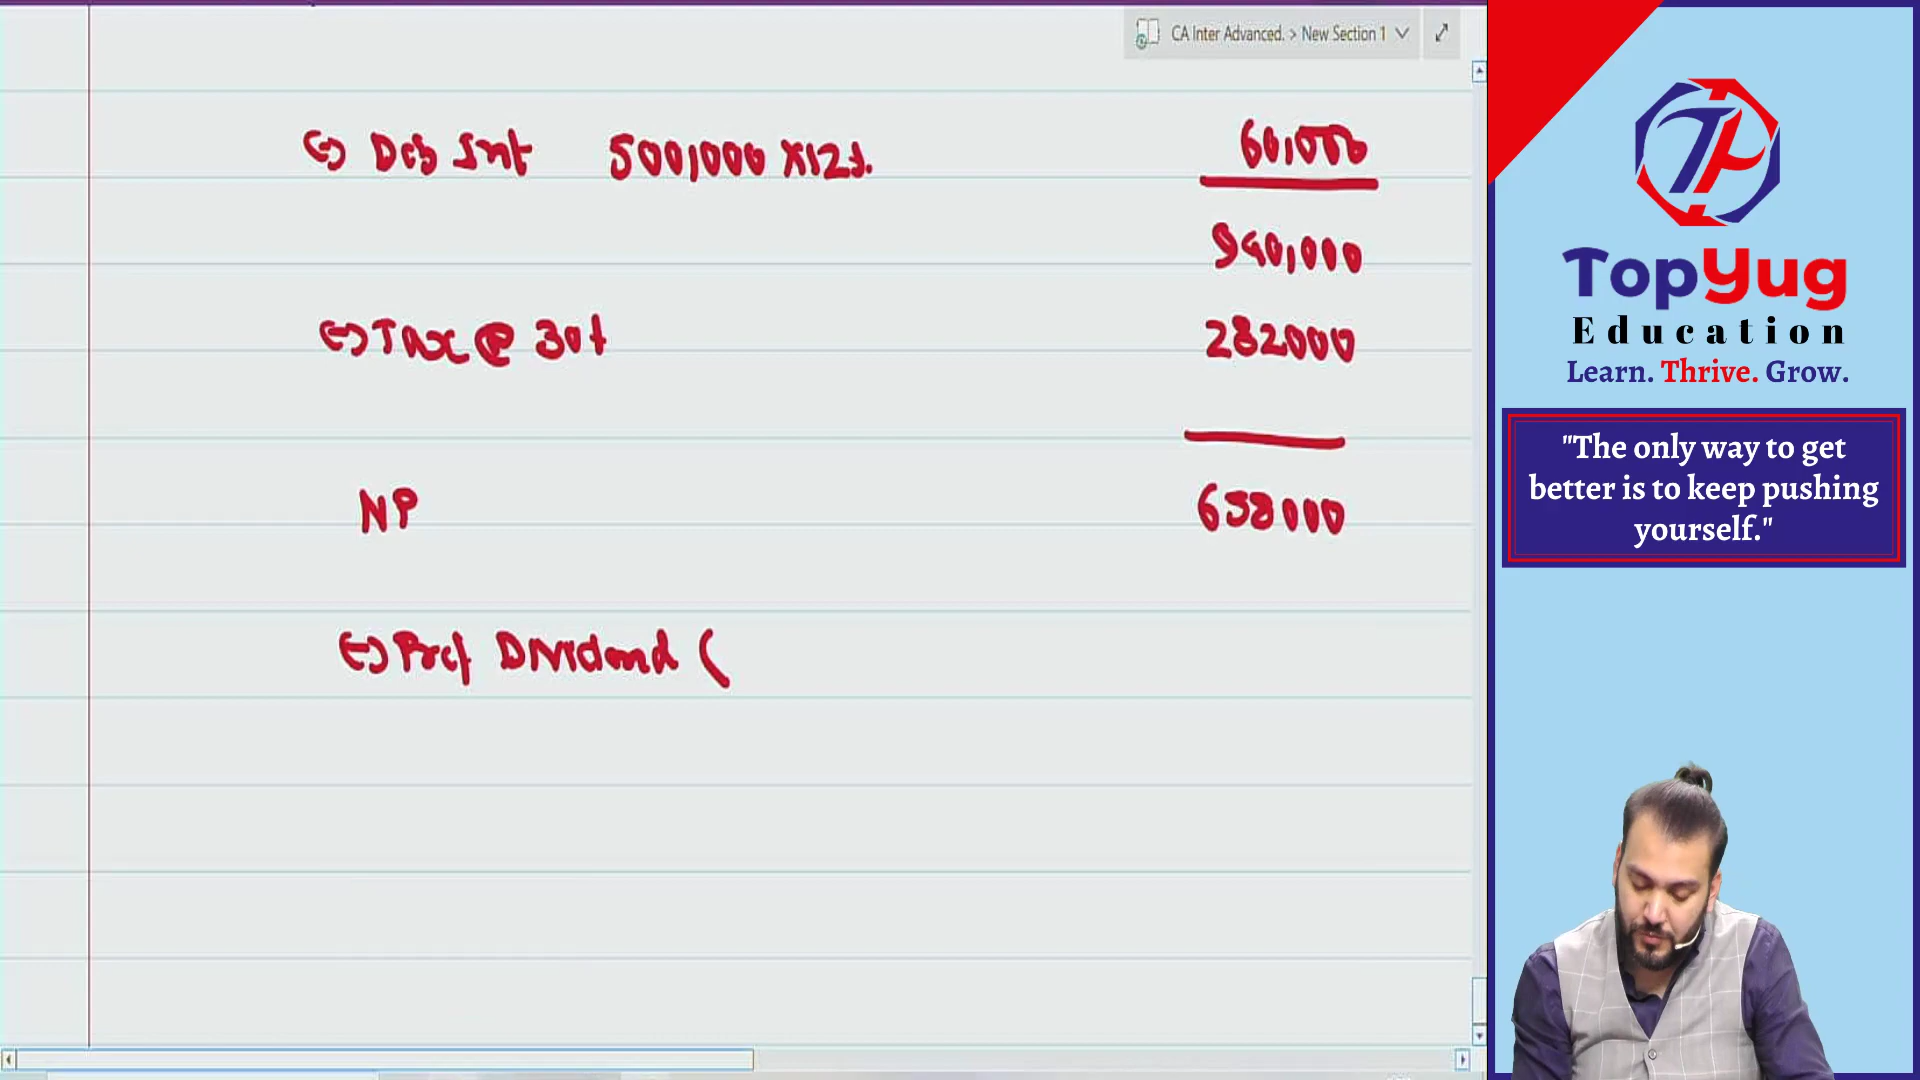 CA Inter Advanced. > New Section 1
(-) Deb Int 500,000 x12%. 60,000
940,000
(-) Tax @ 30% 282000
NP 658000
(-) Pref Dividend (
TopYug
Education
Learn. Thrive. Grow.
"The only way to get
better is to keep pushing
yourself."